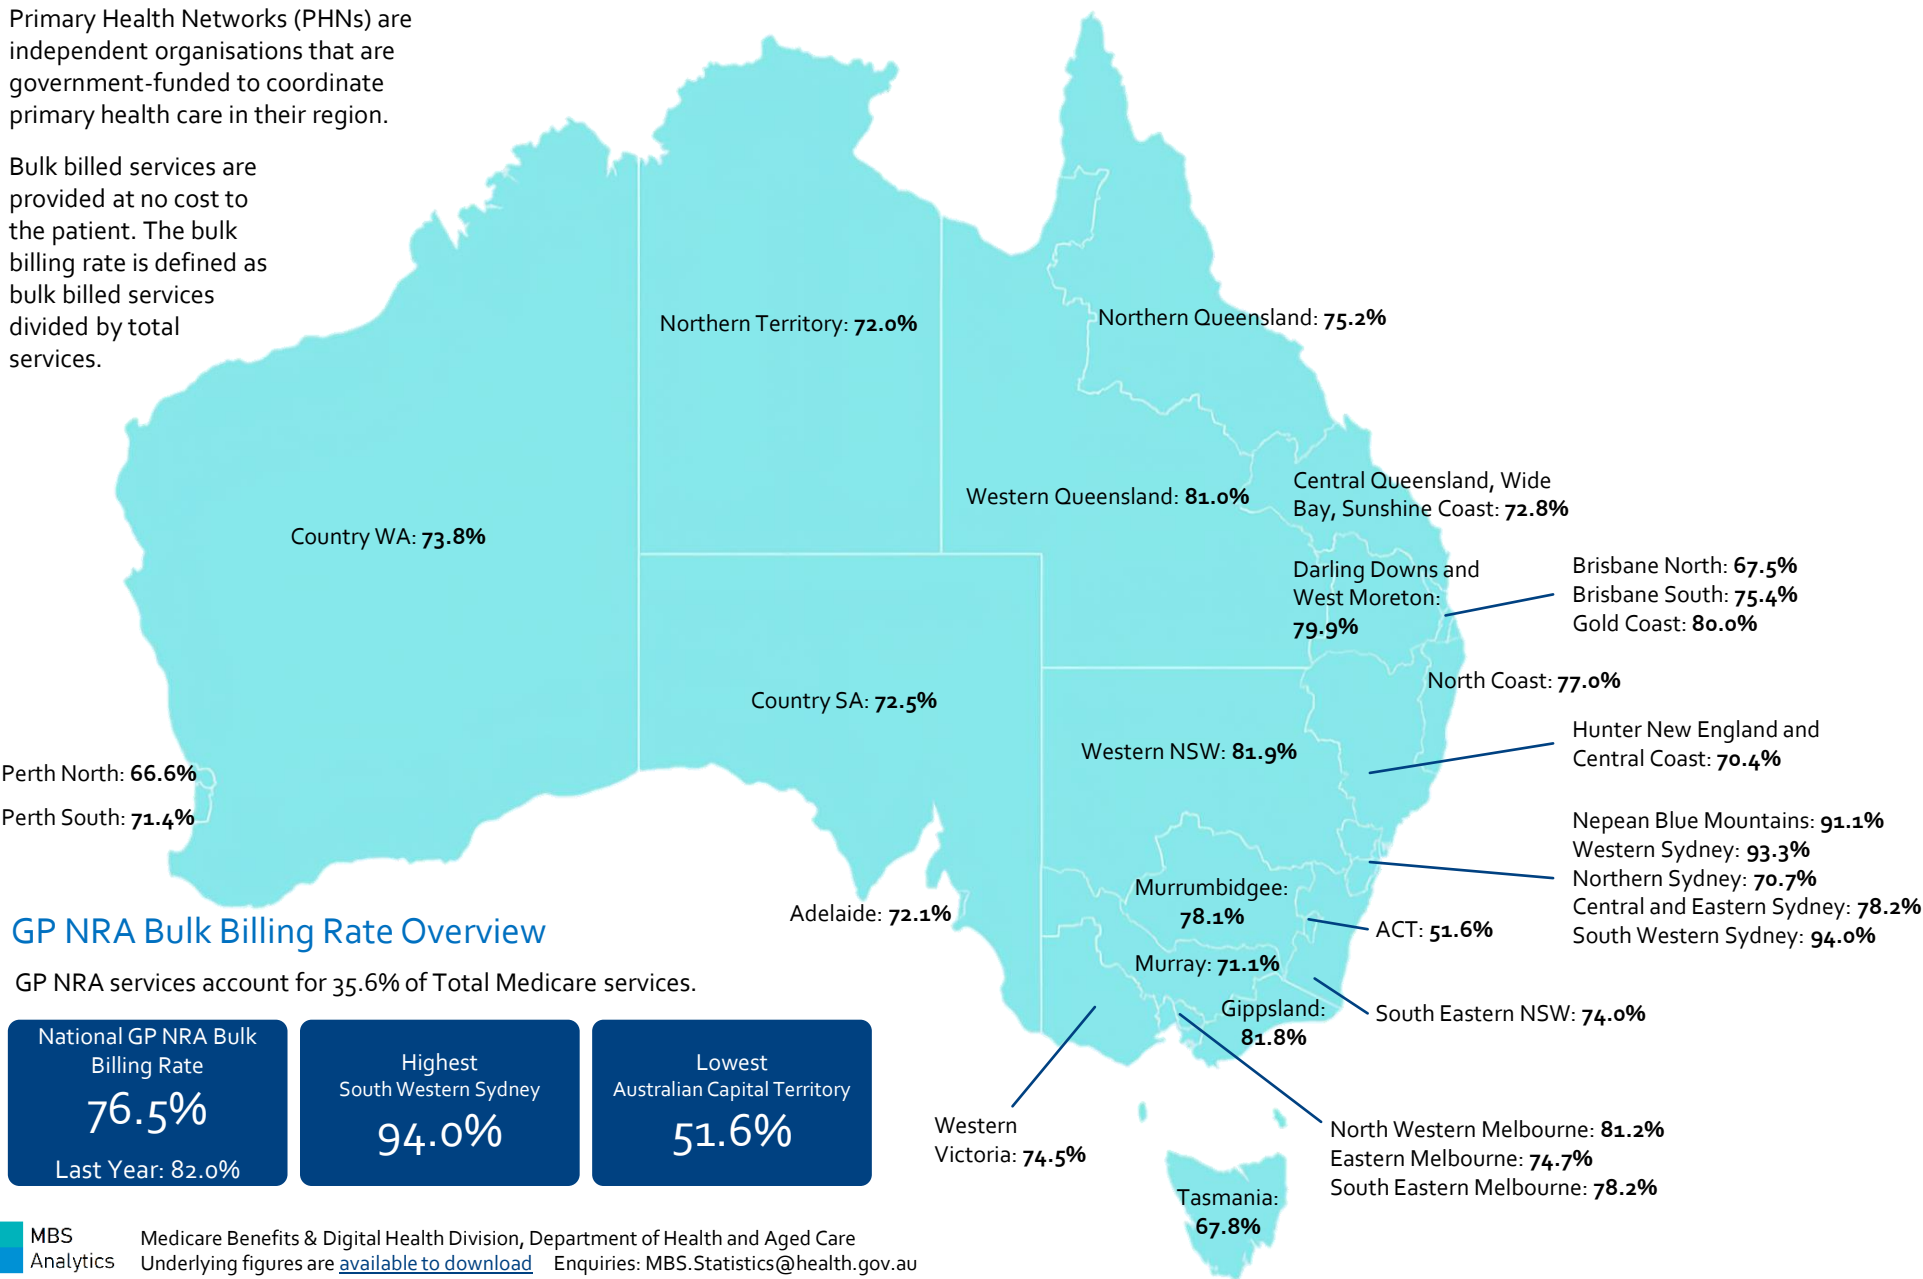 Primary Health Networks (PHNs) are
independent organisations that are
government-funded to coordinate
primary health care in their region.
Bulk billed services are
provided at no cost to
the patient. The bulk
billing rate is defined as
bulk billed services
divided by total
services.
Northern Territory: 72.0%
Northern Queensland: 75.2%
Western Queensland: 81.0%
Central Queensland, Wide
Bay, Sunshine Coast: 72.8%
Country WA: 73.8%
Darling Downs and
West Moreton:
79.9%
Brisbane North: 67.5%
Brisbane South: 75.4%
Gold Coast: 80.0%
Country SA: 72.5%
North Coast: 77.0%
Western NSW: 81.9%
Hunter New England and
Central Coast: 70.4%
Perth North: 66.6%
Perth South: 71.4%
Nepean Blue Mountains: 91.1%
Western Sydney: 93.3%
Northern Sydney: 70.7%
Central and Eastern Sydney: 78.2%
South Western Sydney: 94.0%
Murrumbidgee:
78.1%
Adelaide: 72.1%
ACT: 51.6%
Murray: 71.1%
Gippsland:
81.8%
South Eastern NSW: 74.0%
Western
Victoria: 74.5%
North Western Melbourne: 81.2%
Eastern Melbourne: 74.7%
South Eastern Melbourne: 78.2%
Tasmania:
67.8%
GP NRA Bulk Billing Rate Overview
GP NRA services account for 35.6% of Total Medicare services.
National GP NRA Bulk
Billing Rate
76.5%
Last Year: 82.0%
Highest
South Western Sydney
94.0%
Lowest
Australian Capital Territory
51.6%
MBS
Analytics
Medicare Benefits & Digital Health Division, Department of Health and Aged Care
Underlying figures are available to download Enquiries: MBS.Statistics@health.gov.au